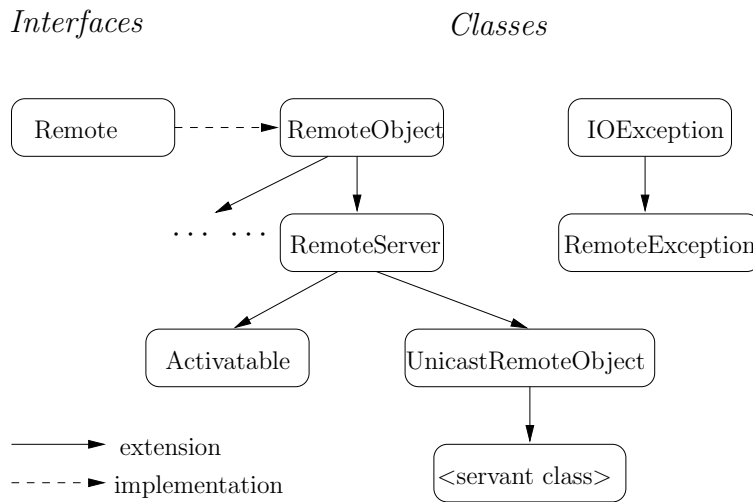 Interfaces
Classes
Remote
RemoteObject
IOException
... ...
RemoteServer
RemoteException
Activatable
UnicastRemoteObject
extension
<servant class>
implementation